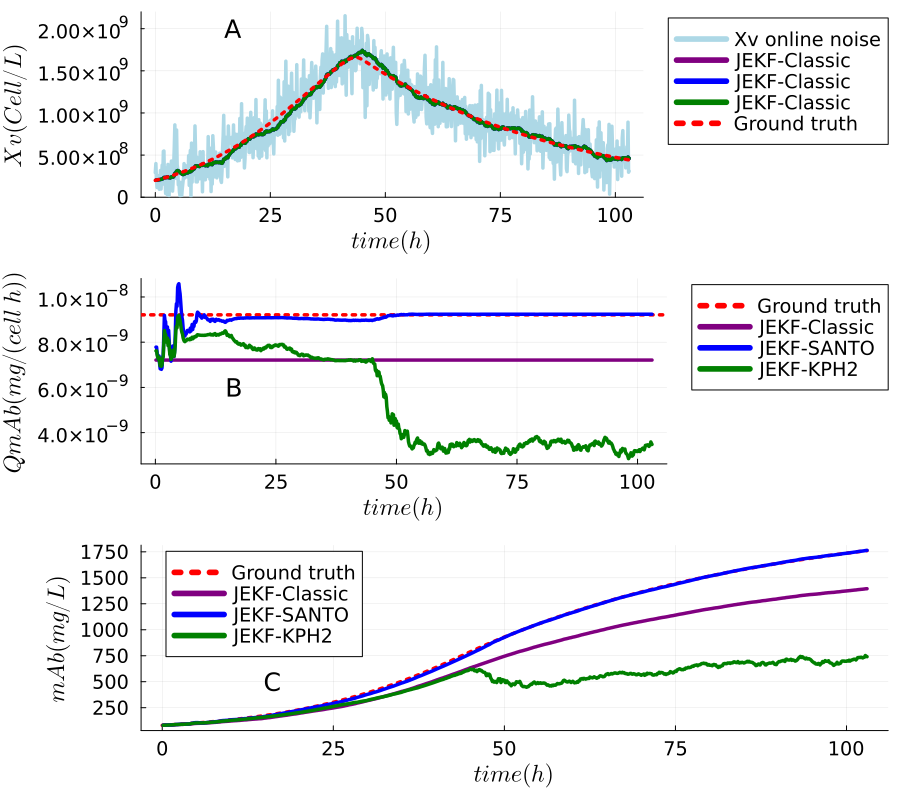 A
2.00×10⁹
1.50×10⁹
1.00×10⁹
5.00×10⁸
0
Xv(Cell/L)
0 25 50 75 100
time(h)
Xv online noise
JEKF-Classic
JEKF-Classic
JEKF-Classic
Ground truth
1.0×10⁻⁸
8.0×10⁻⁹
6.0×10⁻⁹
4.0×10⁻⁹
QmAb(mg/(cell h))
B
0 25 50 75 100
time(h)
Ground truth
JEKF-Classic
JEKF-SANTO
JEKF-KPH2
1750
1500
1250
1000
750
500
250
mAb(mg/L)
Ground truth
JEKF-Classic
JEKF-SANTO
JEKF-KPH2
C
0 25 50 75 100
time(h)